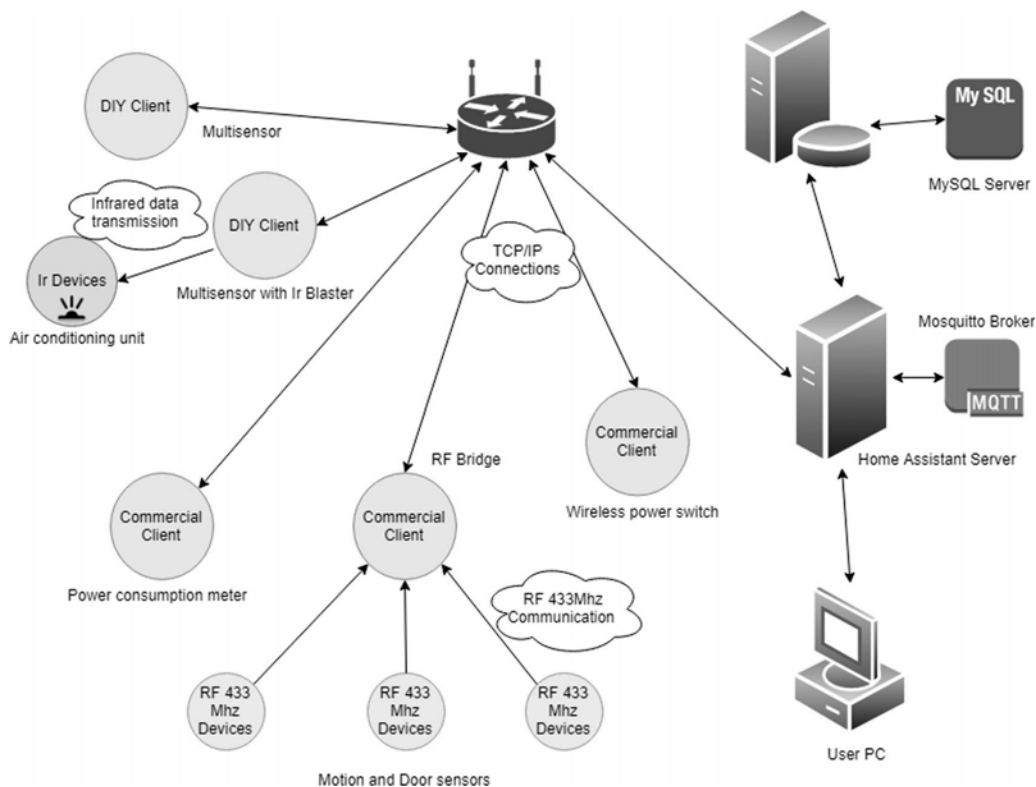 My SQL
DIY Client
Multisensor
MySQL Server
Infrared data
transmission
DIY Client
TCP/IP
Connections
Ir Devices
Multisensor with Ir Blaster
Air conditioning unit
Mosquitto Broker
MQTT
Commercial
Client
RF Bridge
Home Assistant Server
Wireless power switch
Commercial
Client
Commercial
Client
Power consumption meter
RF 433Mhz
Communication
RF 433
Mhz
Devices
RF 433
Mhz
Devices
RF 433
Mhz
Devices
User PC
Motion and Door sensors